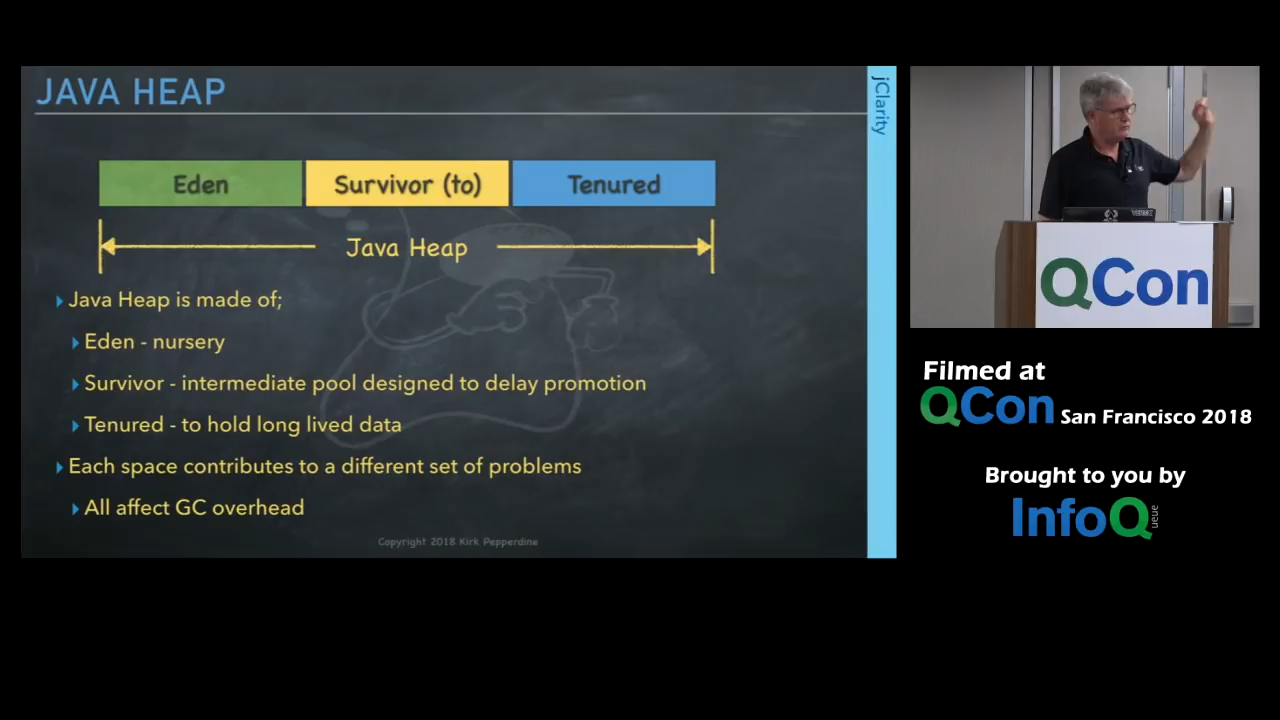 JAVA HEAP
jClarity
Eden
Survivor (to)
Tenured
Java Heap
Java Heap is made of;
Eden - nursery
Survivor - intermediate pool designed to delay promotion
Tenured - to hold long lived data
Each space contributes to a different set of problems
All affect GC overhead
Copyright 2018 Kirk Pepperdine
QCon
Filmed at
QCon San Francisco 2018
Brought to you by
InfoQueue